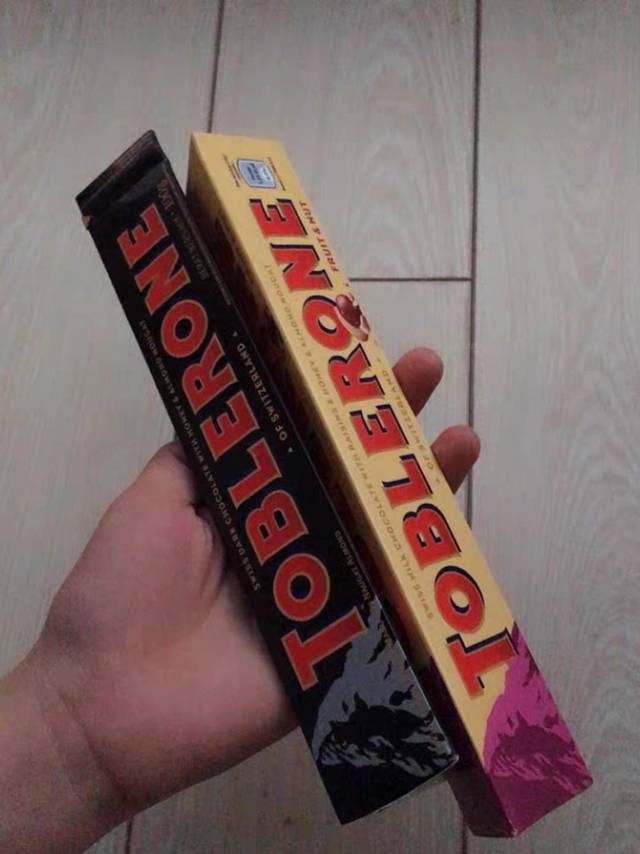 TOBLERONE
OF SWITZERLAND
SWISS DARK CHOCOLATE WITH HONEY & ALMOND NOUGAT
100g
TOBLERONE
FRUIT & NUT
OF SWITZERLAND
SWISS MILK CHOCOLATE WITH RAISINS & HONEY & ALMOND NOUGAT